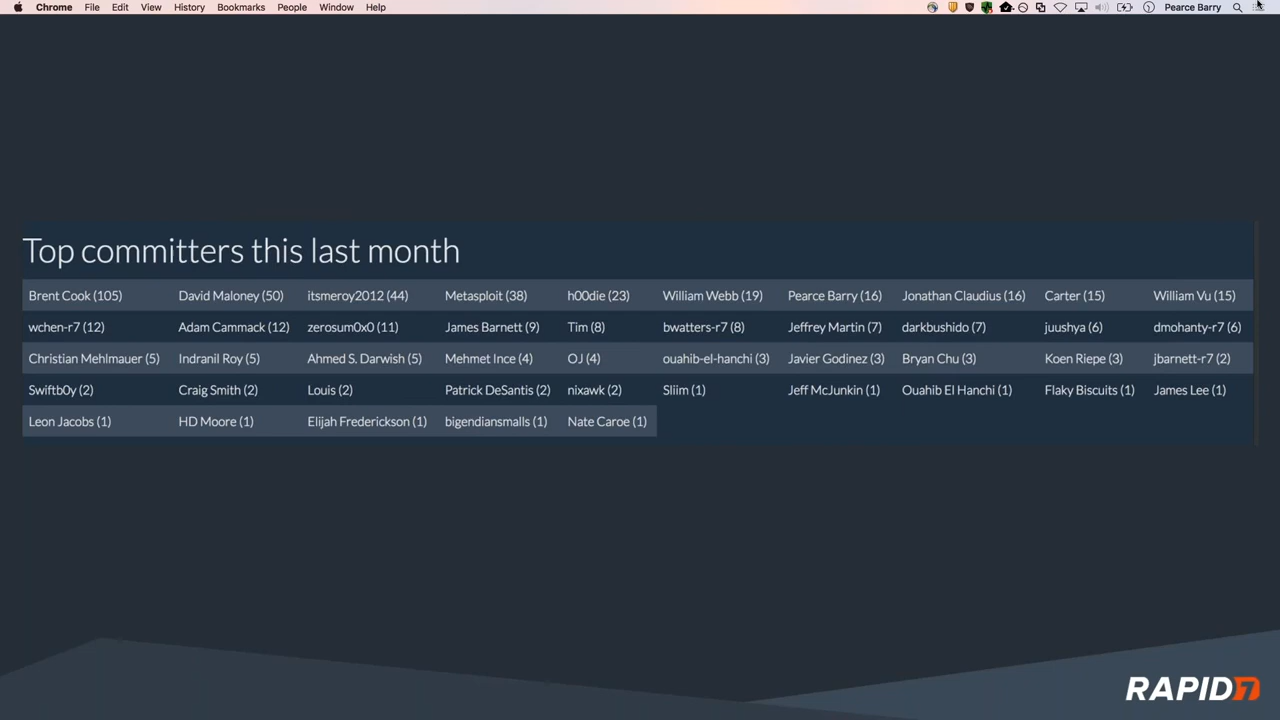 Chrome File Edit View History Bookmarks People Window Help Pearce Barry
Top committers this last month
Brent Cook (105) David Maloney (50) itsmeroy2012 (44) Metasploit (38) h00die (23) William Webb (19) Pearce Barry (16) Jonathan Claudius (16) Carter (15) William Vu (15)
wchen-r7 (12) Adam Cammack (12) zerosum0x0 (11) James Barnett (9) Tim (8) bwatters-r7 (8) Jeffrey Martin (7) darkbushido (7) juushya (6) dmohanty-r7 (6)
Christian Mehlmauer (5) Indranil Roy (5) Ahmed S. Darwish (5) Mehmet Ince (4) OJ (4) ouahib-el-hanchi (3) Javier Godinez (3) Bryan Chu (3) Koen Riepe (3) jbarnett-r7 (2)
Swiftb0y (2) Craig Smith (2) Louis (2) Patrick DeSantis (2) nixawk (2) Sliim (1) Jeff McJunkin (1) Ouahib El Hanchi (1) Flaky Biscuits (1) James Lee (1)
Leon Jacobs (1) HD Moore (1) Elijah Frederickson (1) bigendiansmalls (1) Nate Caroe (1)
RAPID7